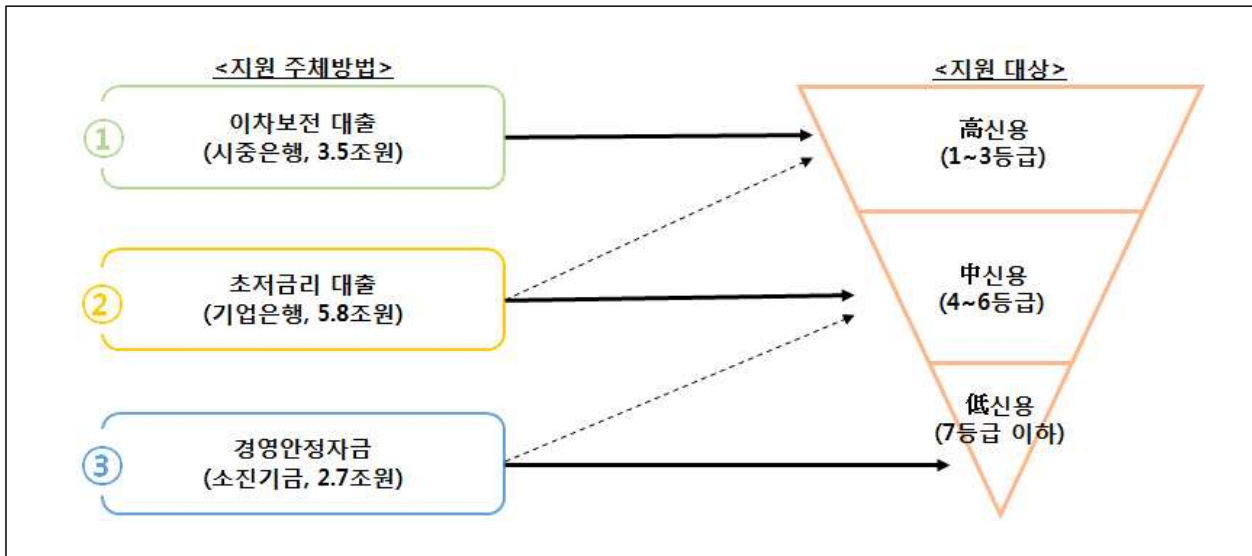 <지원 주체방법>
<지원 대상>
①
이차보전 대출
(시중은행, 3.5조원)
高신용
(1~3등급)
②
초저금리 대출
(기업은행, 5.8조원)
中신용
(4~6등급)
③
경영안정자금
(소진기금, 2.7조원)
低신용
(7등급 이하)